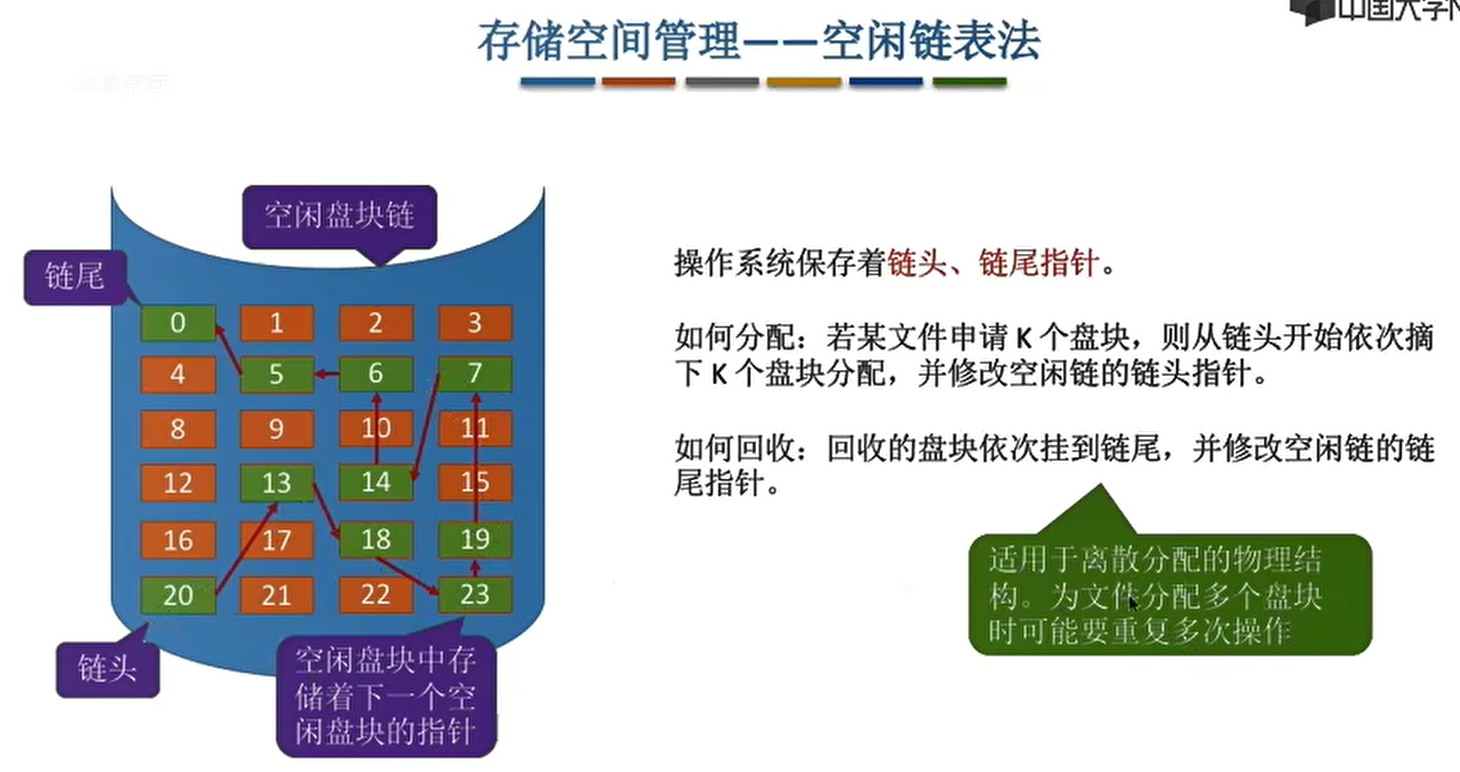 中国大学
存储空间管理——空闲链表法
空闲盘块链
链尾
0 1 2 3
4 5 6 7
8 9 10 11
12 13 14 15
16 17 18 19
20 21 22 23
链头
空闲盘块中存
储着下一个空
闲盘块的指针
操作系统保存着链头、链尾指针。
如何分配：若某文件申请 K 个盘块，则从链头开始依次摘
下 K 个盘块分配，并修改空闲链的链头指针。
如何回收：回收的盘块依次挂到链尾，并修改空闲链的链
尾指针。
适用于离散分配的物理结
构。为文件分配多个盘块
时可能要重复多次操作